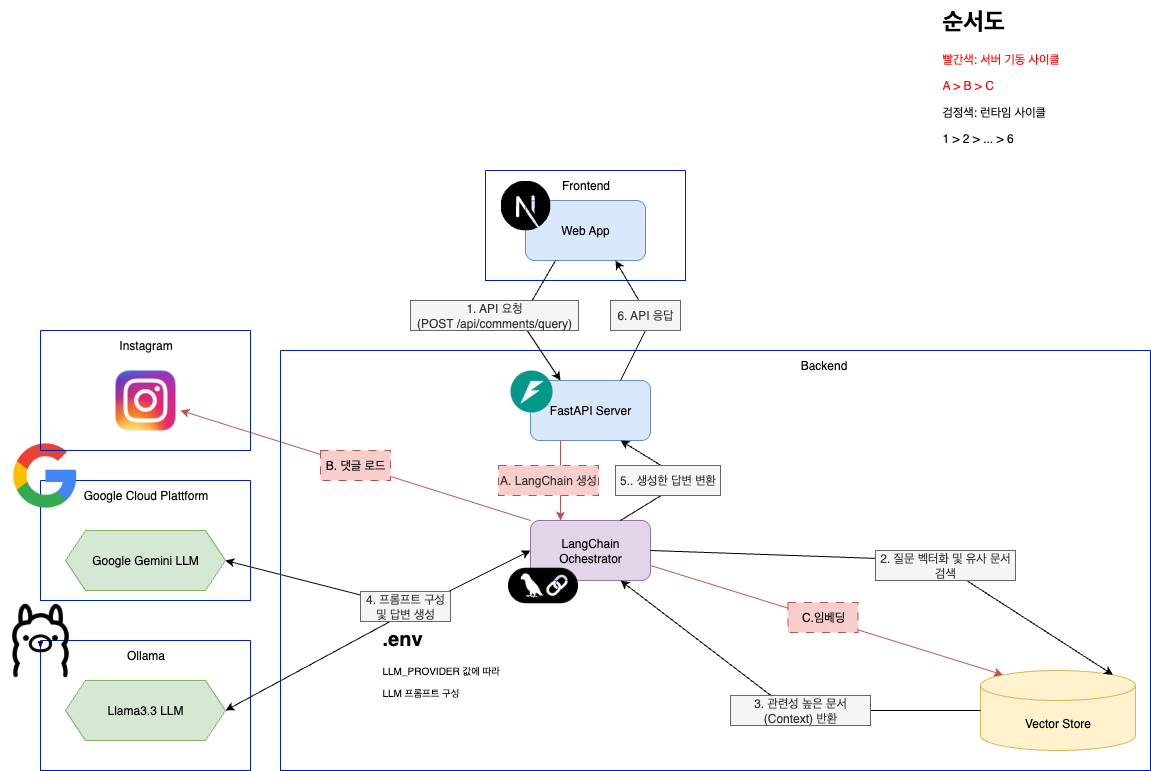 순서도
빨간색: 서버 기동 사이클
A > B > C
검정색: 런타임 사이클
1 > 2 > ... > 6
Frontend
Web App
1. API 요청
(POST /api/comments/query)
6. API 응답
Instagram
Backend
FastAPI Server
B. 댓글 로드
A. LangChain 생성
5.. 생성한 답변 변환
Google Cloud Plattform
Google Gemini LLM
LangChain
Ochestrator
2. 질문 벡터화 및 유사 문서
검색
4. 프롬프트 구성
및 답변 생성
C.임베딩
.env
LLM_PROVIDER 값에 따라
LLM 프롬프트 구성
Ollama
Llama3.3 LLM
3. 관련성 높은 문서
(Context) 반환
Vector Store